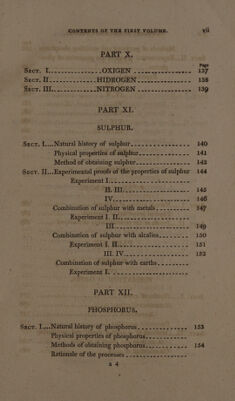 CONTENTS OF THE FIRST VOLUME. vii
PART X.
Page
SECT. I. OXIGEN 137
SECT. II. HIDROGEN 138
SECT. III. NITROGEN 139
PART XI.
SULPHUR.
SECT. I. Natural history of sulphur 140
Physical properties of sulphur 141
Method of obtaining sulphur 142
SECT. II. Experimental proofs of the properties of sulphur 144
Experiment I.
II. III. 145
IV. 146
Combination of sulphur with metals 147
Experiment I. II.
III. 149
Combination of sulphur with alcalies 150
Experiment I. II. 151
III. IV. 152
Combination of sulphur with earths
Experiment I.
PART XII.
PHOSPHORUS.
SECT. I. Natural history of phosphorus 153
Physical properties of phosphorus
Methods of obtaining phosphorus 154
Rationale of the processes
a 4